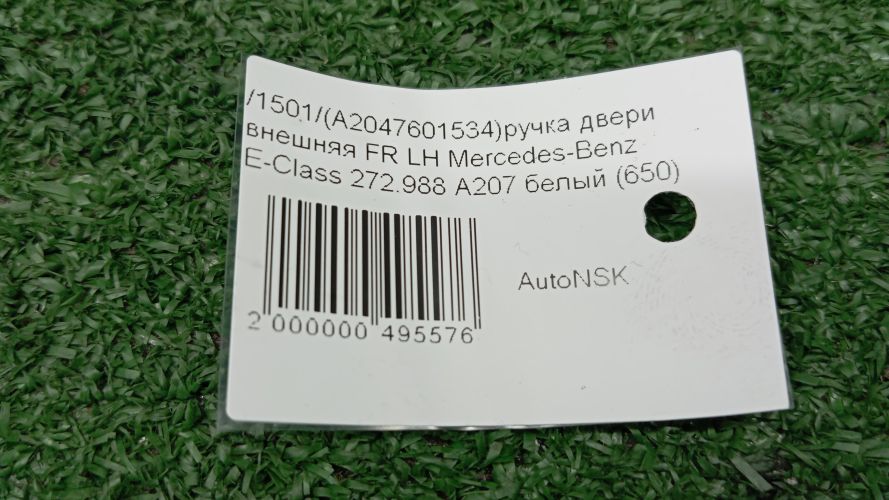 /1501/(A2047601534)ручка двери
внешняя FR LH Mercedes-Benz
E-Class 272.988 A207 белый (650)
AutoNSK
2 000000 495576